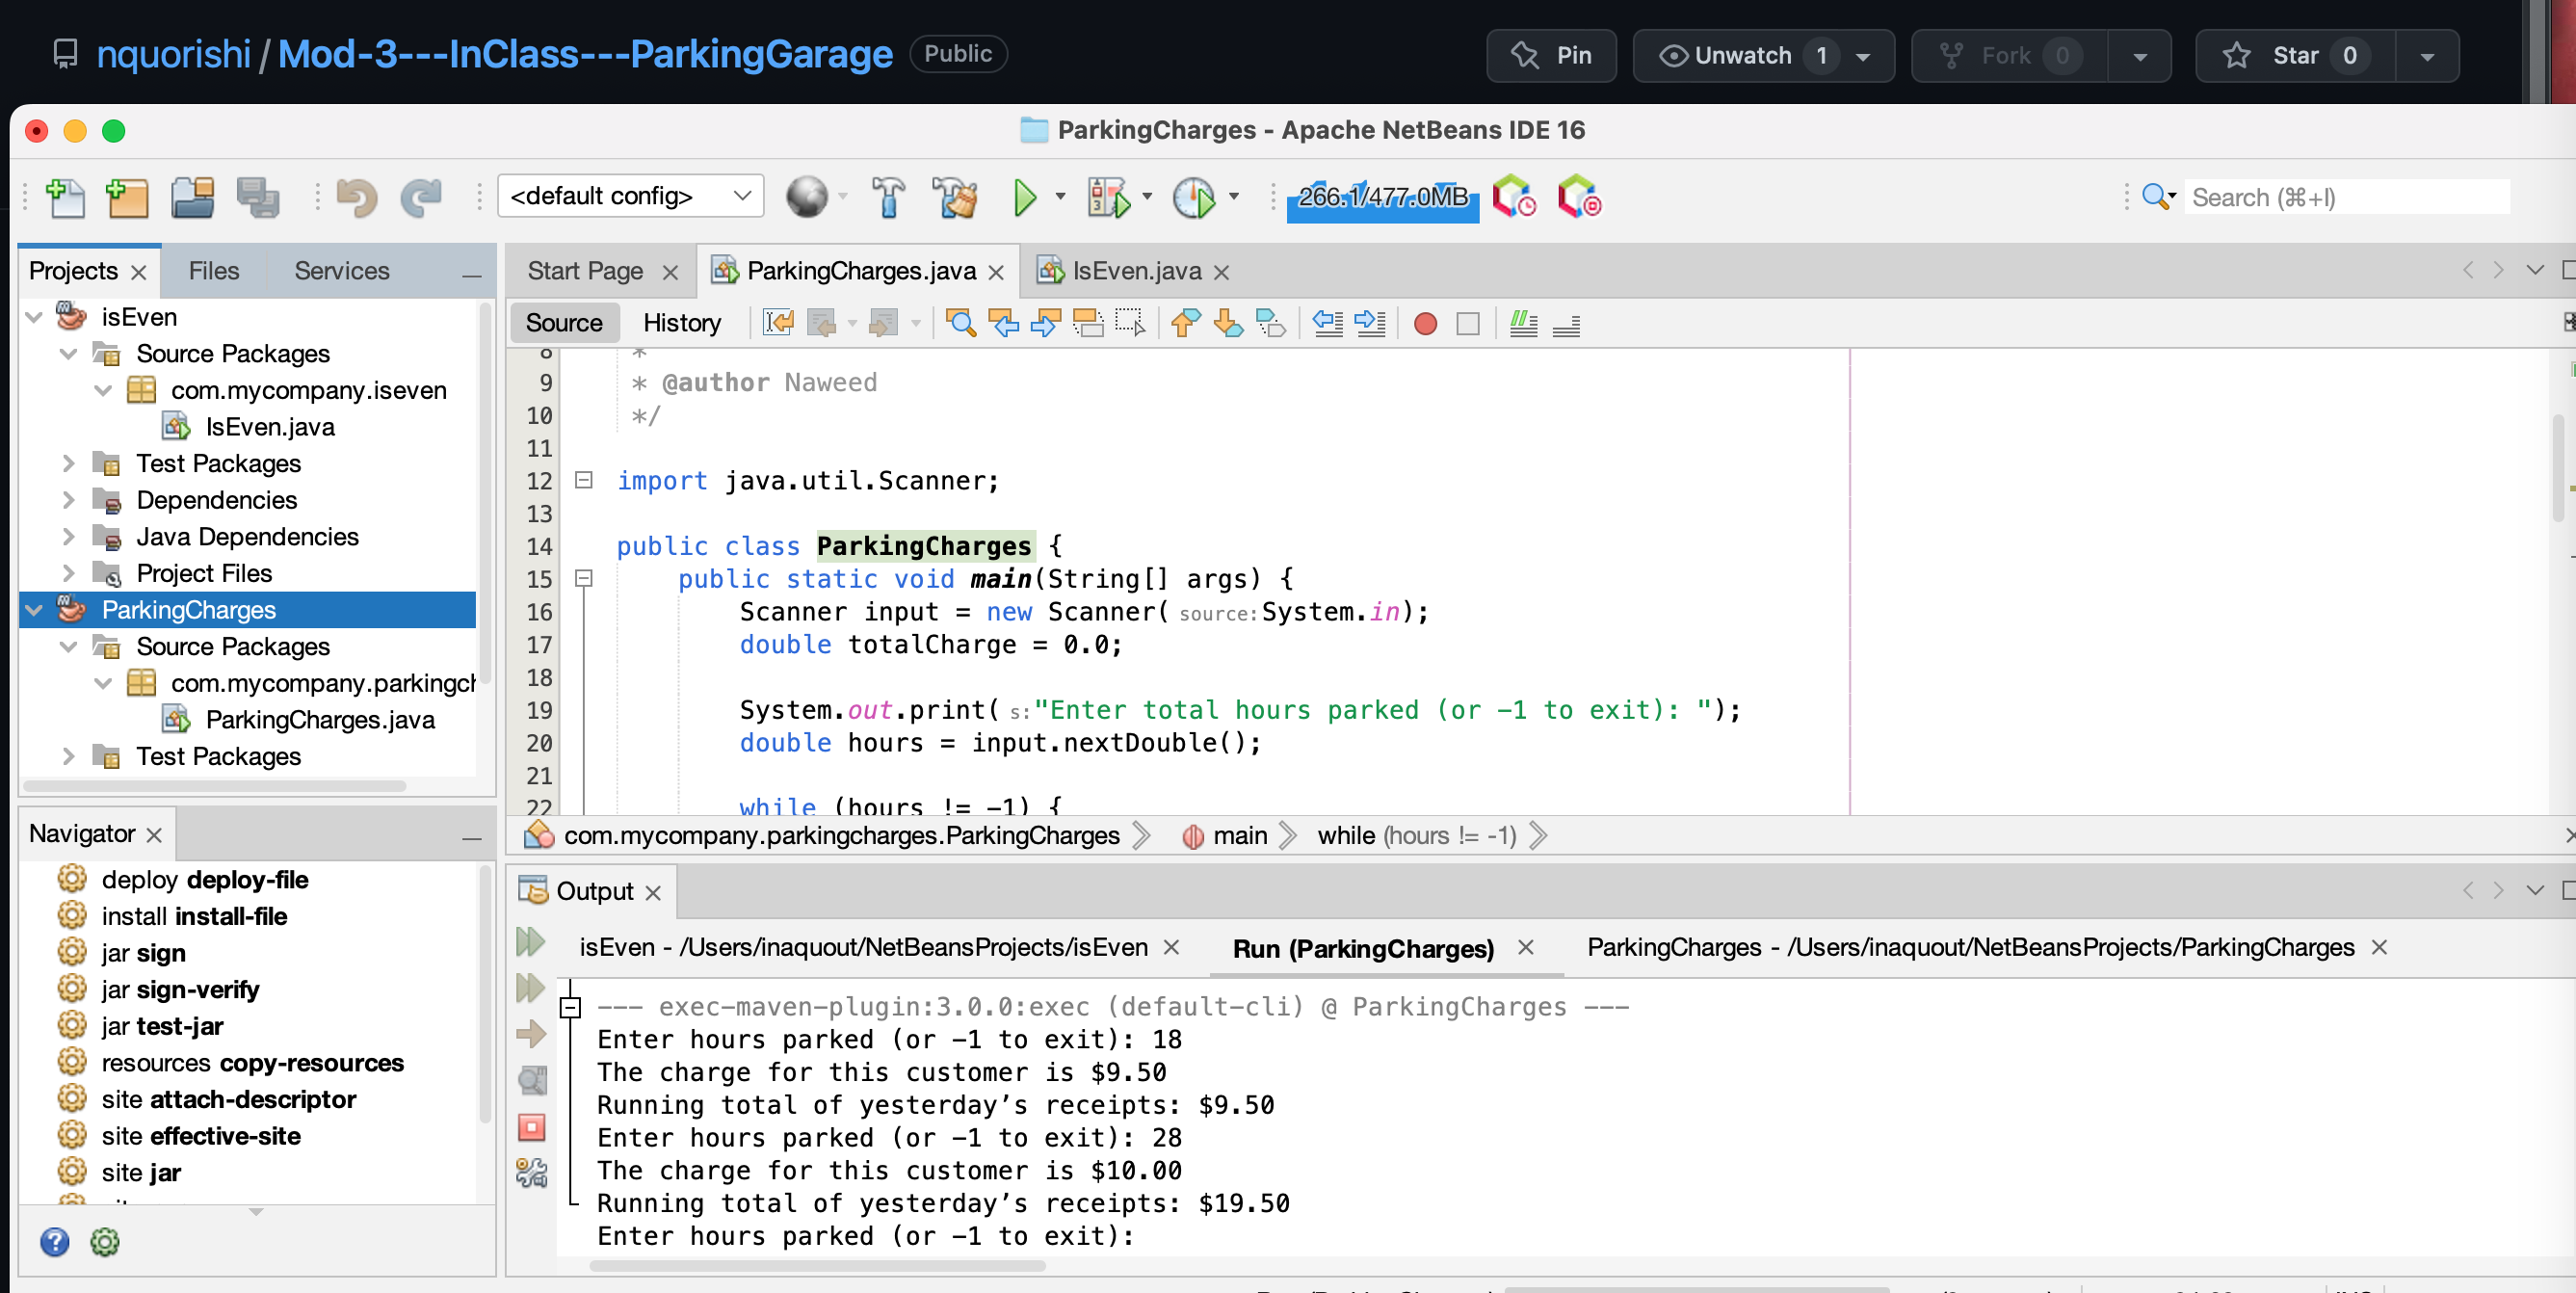 nquorishi / Mod-3---InClass---ParkingGarage Public Pin Unwatch 1 Fork 0 Star 0
ParkingCharges - Apache NetBeans IDE 16
<default config> 266.1/477.0MB Search (⌘+I)
Projects Files Services
isEven
Source Packages
com.mycompany.iseven
IsEven.java
Test Packages
Dependencies
Java Dependencies
Project Files
ParkingCharges
Source Packages
com.mycompany.parkingch
ParkingCharges.java
Test Packages
Navigator
deploy deploy-file
install install-file
jar sign
jar sign-verify
jar test-jar
resources copy-resources
site attach-descriptor
site effective-site
site jar
Start Page ParkingCharges.java IsEven.java
Source History
8 *
9 * @author Naweed
10 */
11
12 import java.util.Scanner;
13
14 public class ParkingCharges {
15 public static void main(String[] args) {
16 Scanner input = new Scanner( source:System.in);
17 double totalCharge = 0.0;
18
19 System.out.print( s:"Enter total hours parked (or -1 to exit): ");
20 double hours = input.nextDouble();
21
22 while (hours != -1) {
com.mycompany.parkingcharges.ParkingCharges main while (hours != -1)
Output
isEven - /Users/inaquout/NetBeansProjects/isEven Run (ParkingCharges) ParkingCharges - /Users/inaquout/NetBeansProjects/ParkingCharges
--- exec-maven-plugin:3.0.0:exec (default-cli) @ ParkingCharges ---
Enter hours parked (or -1 to exit): 18
The charge for this customer is $9.50
Running total of yesterday’s receipts: $9.50
Enter hours parked (or -1 to exit): 28
The charge for this customer is $10.00
Running total of yesterday’s receipts: $19.50
Enter hours parked (or -1 to exit):